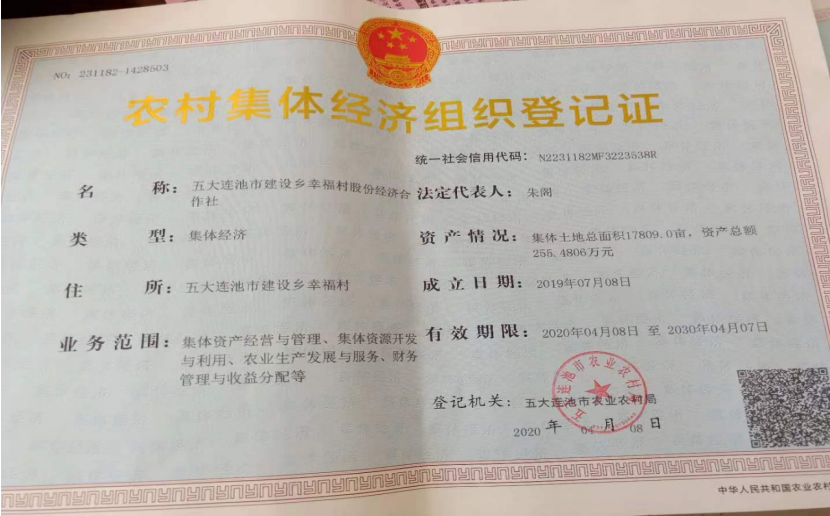 NO: 231182-1428503
农村集体经济组织登记证
统一社会信用代码： N2231182MF3223538R
名 称： 五大连池市建设乡幸福村股份经济合
作社
法定代表人： 朱阁
类 型： 集体经济
资产情况： 集体土地总面积17809.0亩，资产总额
255.4806万元
住 所： 五大连池市建设乡幸福村
成立日期： 2019年07月08日
业务范围： 集体资产经营与管理、集体资源开发
与利用、农业生产发展与服务、财务
管理与收益分配等
有效期限： 2020年04月08日 至 2030年04月07日
登记机关： 五大连池市农业农村局
2020 年 04 月 08 日
五大连池市农业农村
中华人民共和国农业农村